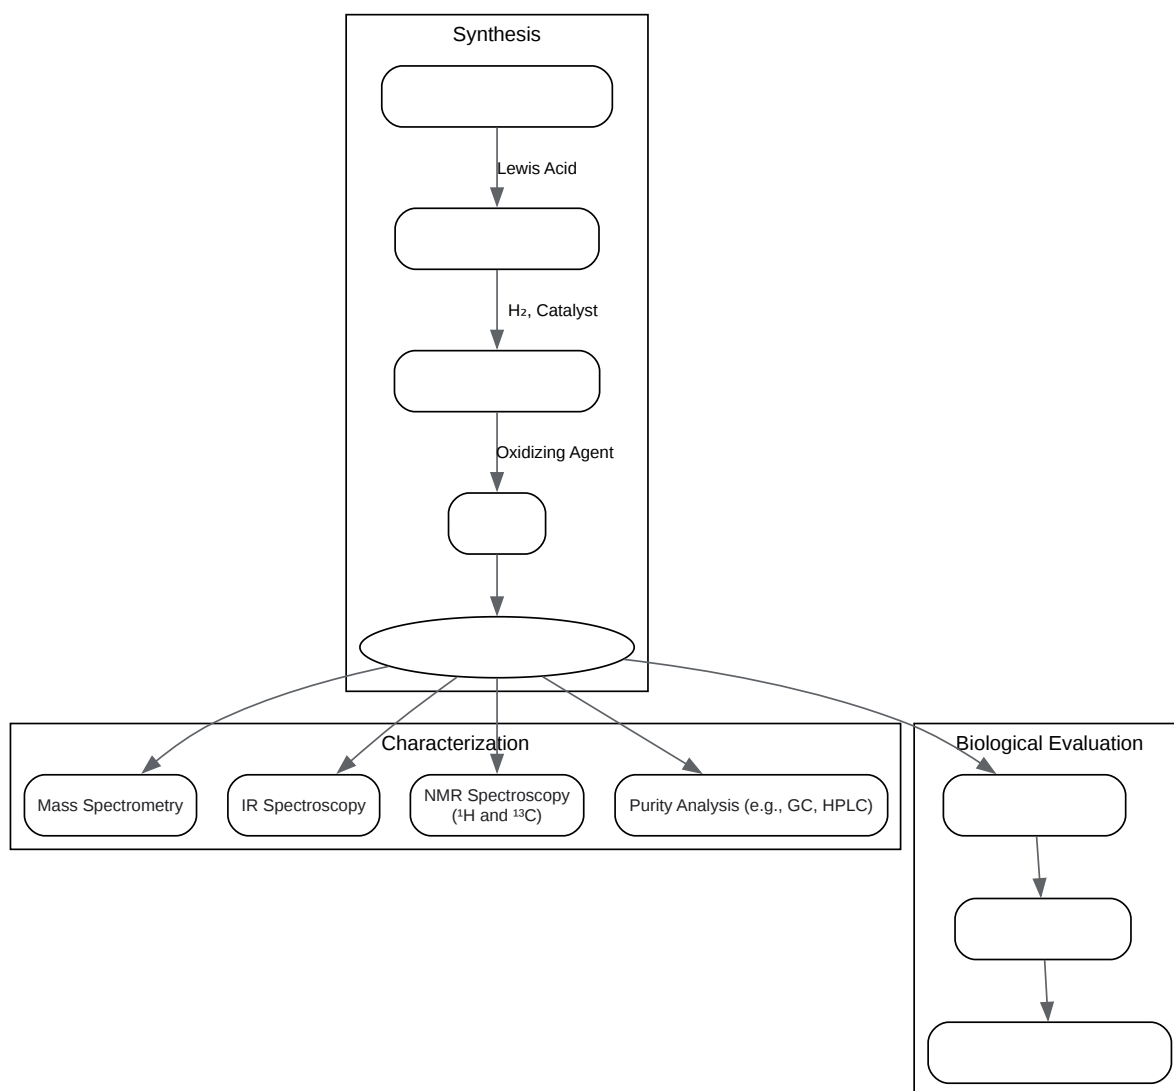 Synthesis
Lewis Acid
H₂, Catalyst
Oxidizing Agent
Characterization
Biological Evaluation
Mass Spectrometry
IR Spectroscopy
NMR Spectroscopy
(¹H and ¹³C)
Purity Analysis (e.g., GC, HPLC)